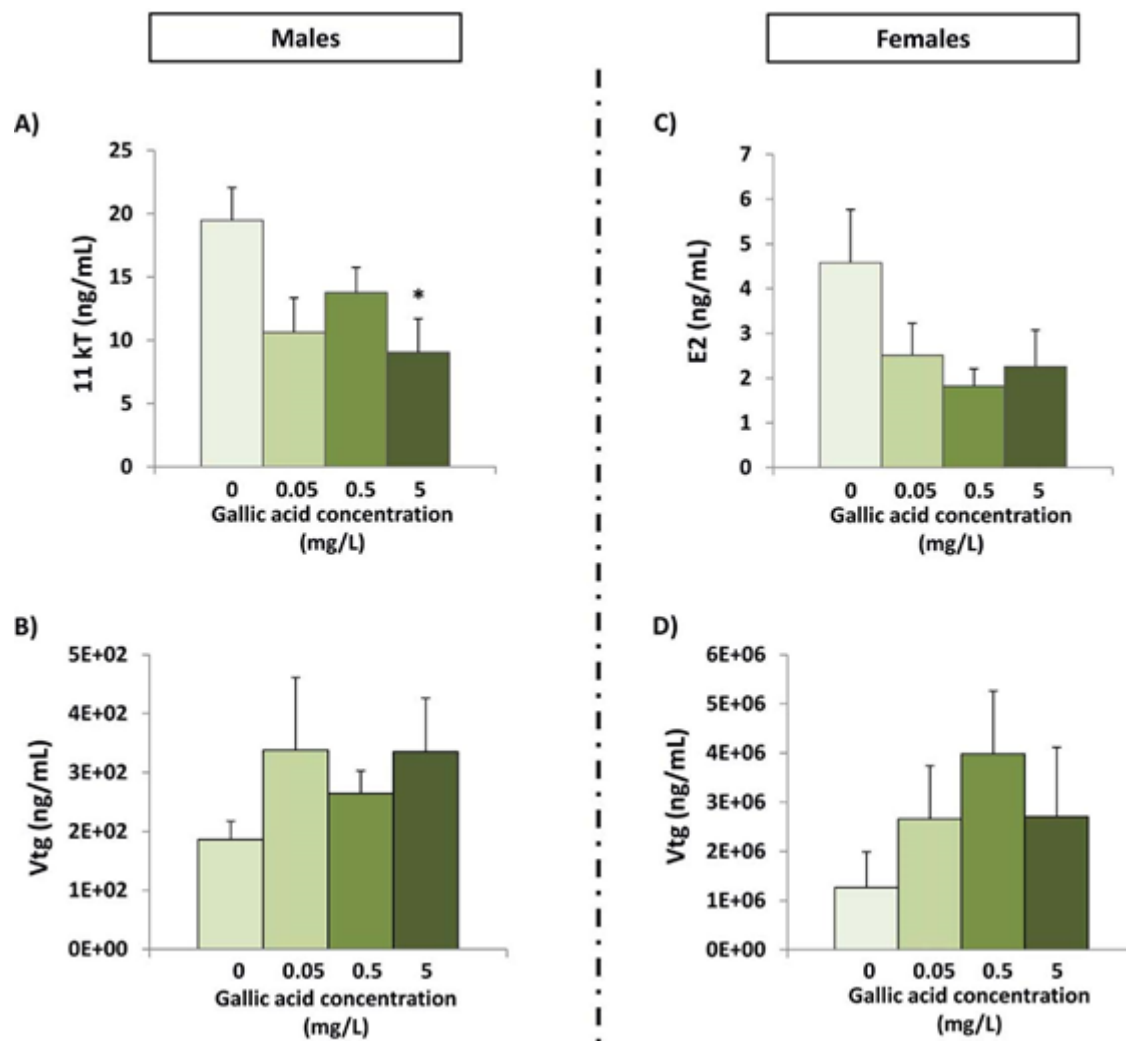 Males
Females
A)
25
20
15
10
5
0
11 kT (ng/mL)
*
0 0.05 0.5 5
Gallic acid concentration
(mg/L)
C)
7
6
5
4
3
2
1
0
E2 (ng/mL)
0 0.05 0.5 5
Gallic acid concentration
(mg/L)
B)
5E+02
4E+02
3E+02
2E+02
1E+02
0E+00
Vtg (ng/mL)
0 0.05 0.5 5
Gallic acid concentration
(mg/L)
D)
6E+06
5E+06
4E+06
3E+06
2E+06
1E+06
0E+00
Vtg (ng/mL)
0 0.05 0.5 5
Gallic acid concentration
(mg/L)